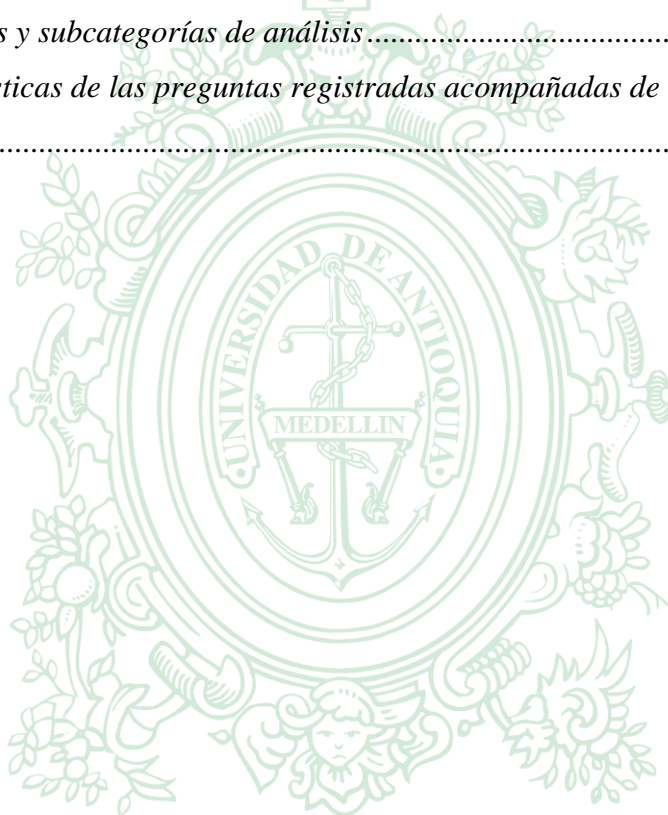 s y subcategorías de análisis......................................
ticas de las preguntas registradas acompañadas de
..............................................................................
UNIVERSIDAD DE ANTIOQUIA
MEDELLIN